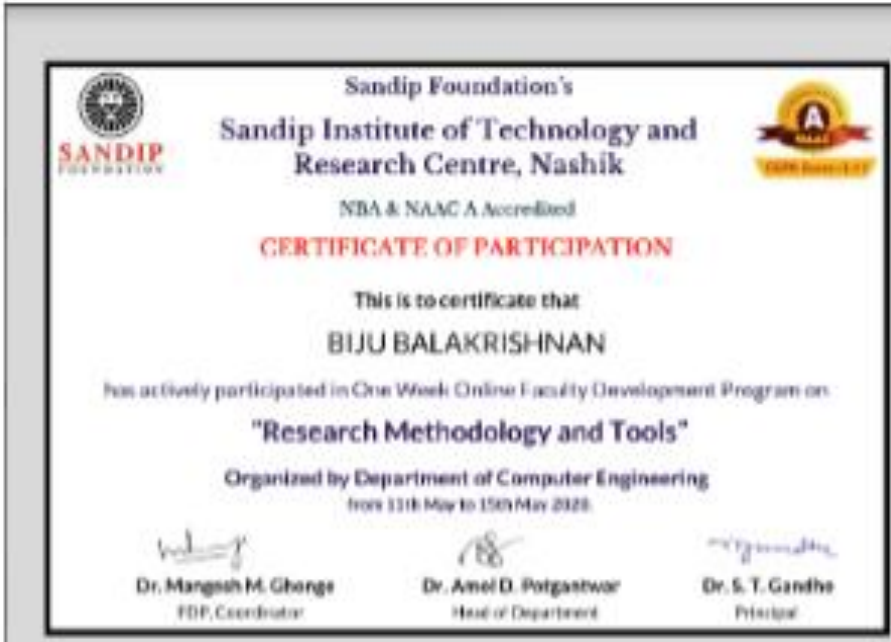 Sandip Foundation's
SANDIP
FOUNDATION
Sandip Institute of Technology and
Research Centre, Nashik
A
NAAC
NBA & NAAC A Accredited
CERTIFICATE OF PARTICIPATION
This is to certificate that
BIJU BALAKRISHNAN
has actively participated in One Week Online Faculty Development Program on
"Research Methodology and Tools"
Organized by Department of Computer Engineering
from 11th May to 15th May 2020.
Dr. Mangesh M. Ghonge
FDP, Coordinator
Dr. Amol D. Potgantwar
Head of Department
Dr. S. T. Gandhe
Principal